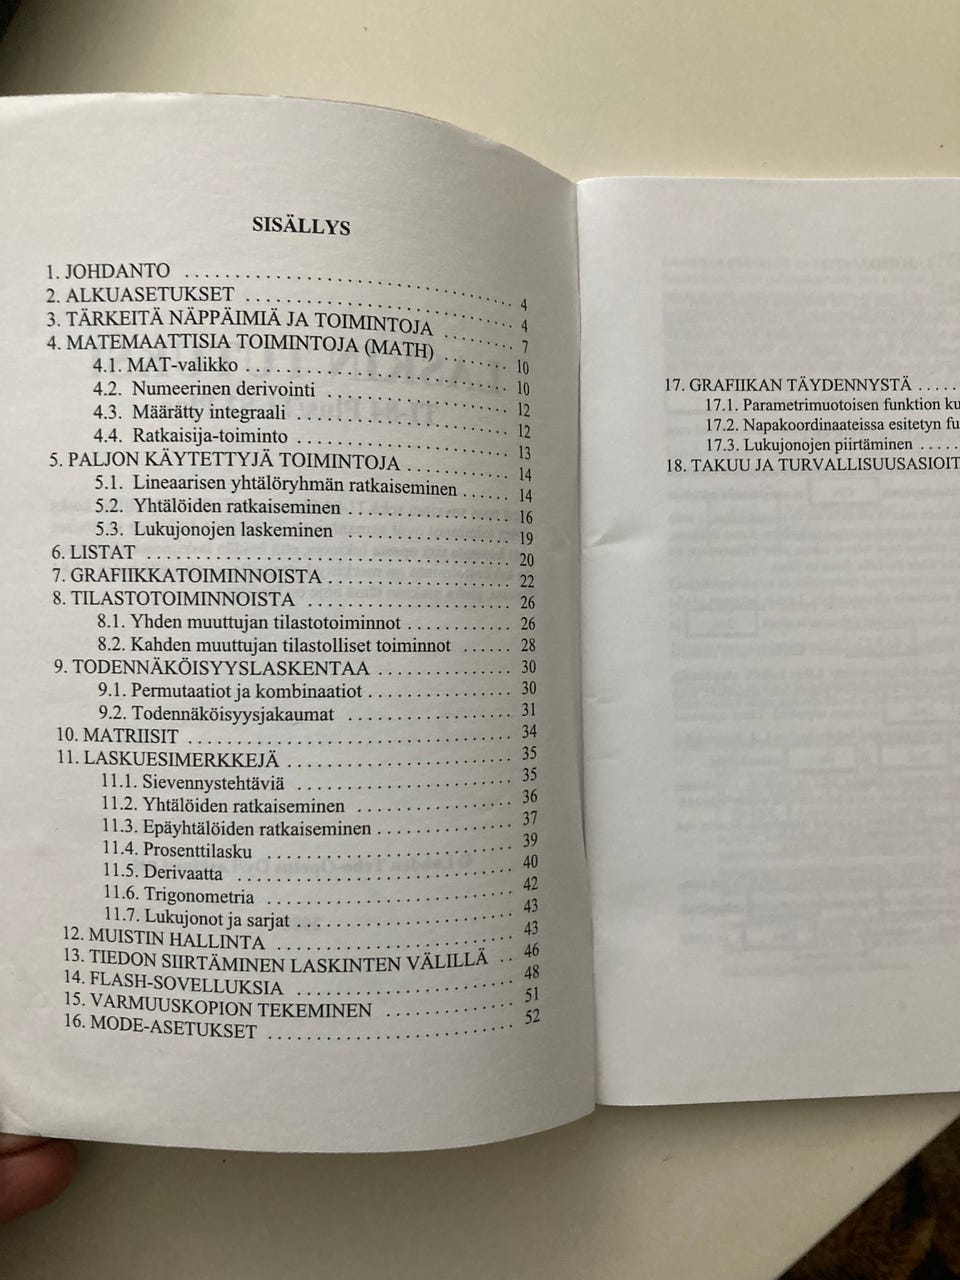 SISÄLLYS
1. JOHDANTO ........................ 4
2. ALKUASETUKSET ........................ 4
3. TÄRKEITÄ NÄPPÄIMIÄ JA TOIMINTOJA .......... 7
4. MATEMAATTISIA TOIMINTOJA (MATH) .......... 10
4.1. MAT-valikko ........................ 10
4.2. Numeerinen derivointi .................... 12
4.3. Määrätty integraali ...................... 12
4.4. Ratkaisija-toiminto ...................... 13
5. PALJON KÄYTETTYJÄ TOIMINTOJA ............ 14
5.1. Lineaarisen yhtälöryhmän ratkaiseminen ...... 14
5.2. Yhtälöiden ratkaiseminen .................. 16
5.3. Lukujonojen laskeminen .................. 19
6. LISTAT ........................ 20
7. GRAFIIKKATOIMINNOISTA .................... 22
8. TILASTOTOIMINNOISTA ...................... 26
8.1. Yhden muuttujan tilastotoiminnot ............ 26
8.2. Kahden muuttujan tilastolliset toiminnot ...... 28
9. TODENNÄKÖISYYSLASKENTAA .............. 30
9.1. Permutaatiot ja kombinaatiot ................ 30
9.2. Todennäköisyysjakaumat .................. 31
10. MATRIISIT ........................ 34
11. LASKUESIMERKKEJÄ ........................ 35
11.1. Sievennystehtäviä ...................... 35
11.2. Yhtälöiden ratkaiseminen ................ 36
11.3. Epäyhtälöiden ratkaiseminen .............. 37
11.4. Prosenttilasku ........................ 39
11.5. Derivaatta ........................ 40
11.6. Trigonometria ........................ 42
11.7. Lukujonot ja sarjat ...................... 43
12. MUISTIN HALLINTA ........................ 43
13. TIEDON SIIRTÄMINEN LASKINTEN VÄLILLÄ .. 46
14. FLASH-SOVELLUKSIA ...................... 48
15. VARMUUSKOPION TEKEMINEN .............. 51
16. MODE-ASETUKSET ........................ 52
17. GRAFIIKAN TÄYDENNYSTÄ .....
17.1. Parametrimuotoisen funktion ku
17.2. Napakoordinaateissa esitetyn fu
17.3. Lukujonojen piirtäminen .....
18. TAKUU JA TURVALLISUUSASIOIT